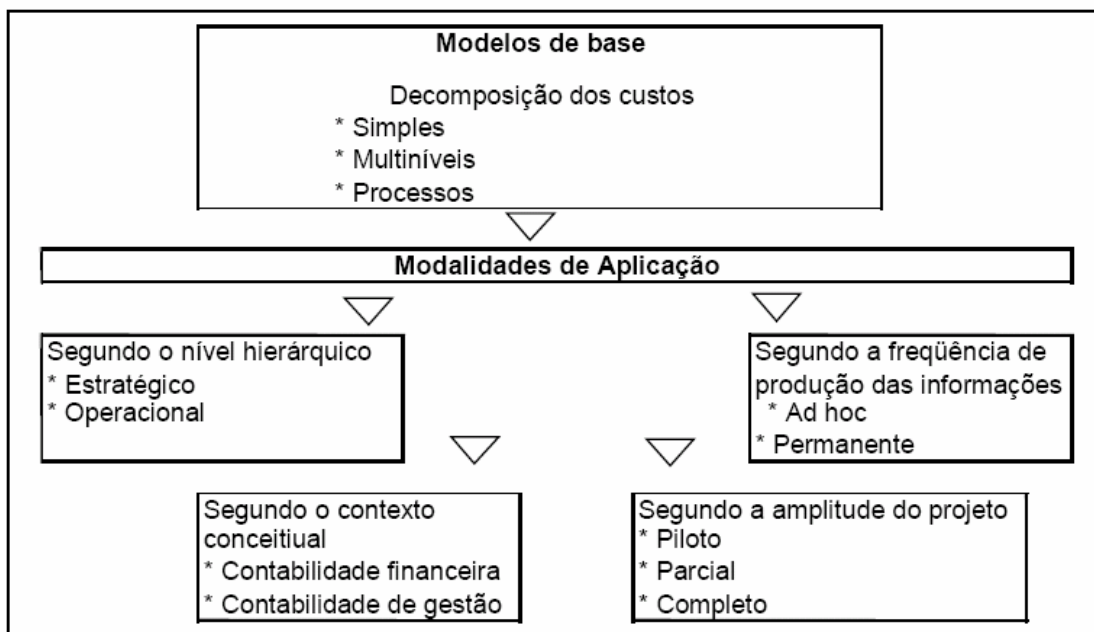 Modelos de base
Decomposição dos custos
* Simples
* Multiníveis
* Processos
Modalidades de Aplicação
Segundo o nível hierárquico
* Estratégico
* Operacional
Segundo a freqüência de
produção das informações
* Ad hoc
* Permanente
Segundo o contexto
conceitiual
* Contabilidade financeira
* Contabilidade de gestão
Segundo a amplitude do projeto
* Piloto
* Parcial
* Completo